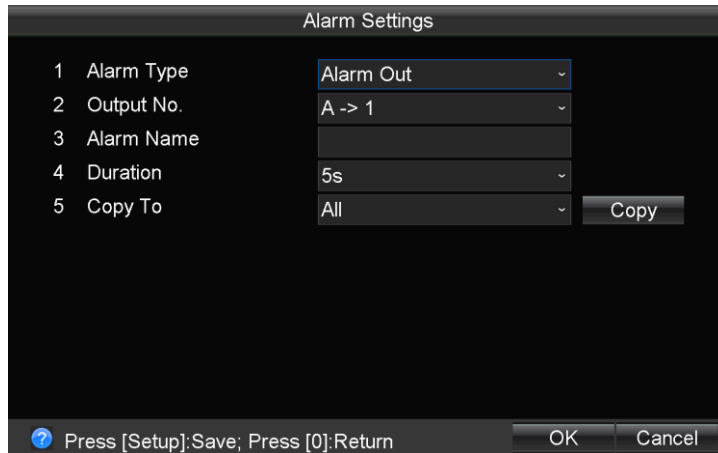 Alarm Settings
1 Alarm Type Alarm Out
2 Output No. A -> 1
3 Alarm Name
4 Duration 5s
5 Copy To All Copy
? Press [Setup]:Save; Press [0]:Return OK Cancel